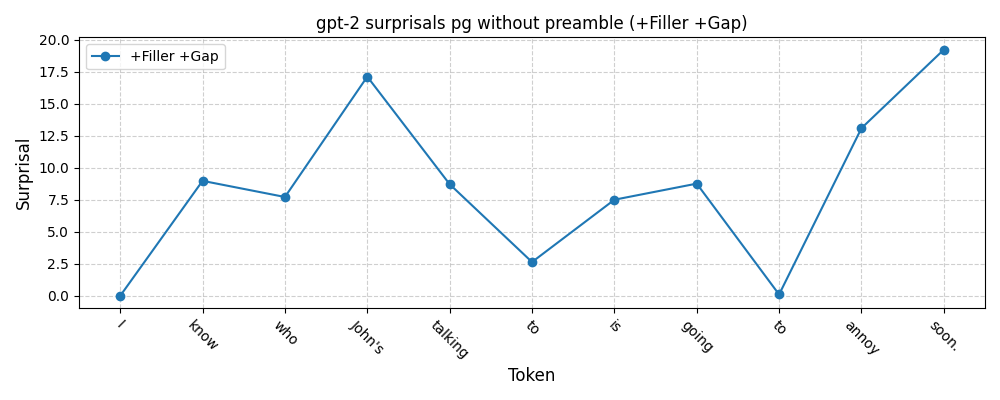 gpt-2 surprisals pg without preamble (+Filler +Gap)
+Filler +Gap
20.0
17.5
15.0
12.5
10.0
7.5
5.0
2.5
0.0
Surprisal
I
know
who
John's
talking
to
is
going
to
annoy
soon.
Token